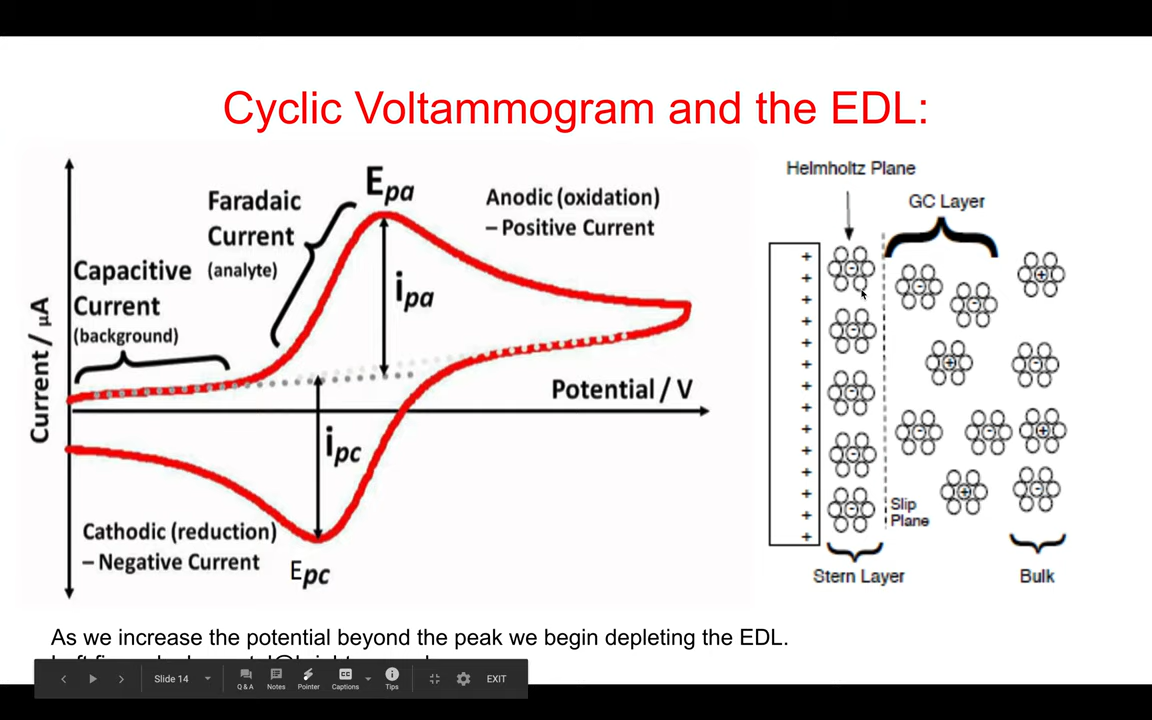 Cyclic Voltammogram and the EDL:
Current / µA
Capacitive
Current
(background)
Faradaic
Current
(analyte)
Epa
ipa
Anodic (oxidation)
– Positive Current
Potential / V
ipc
Cathodic (reduction)
– Negative Current
Epc
Helmholtz Plane
GC Layer
Slip
Plane
Stern Layer
Bulk
As we increase the potential beyond the peak we begin depleting the EDL.
Slide 14
Q & A
Notes
Pointer
Captions
Tips
EXIT